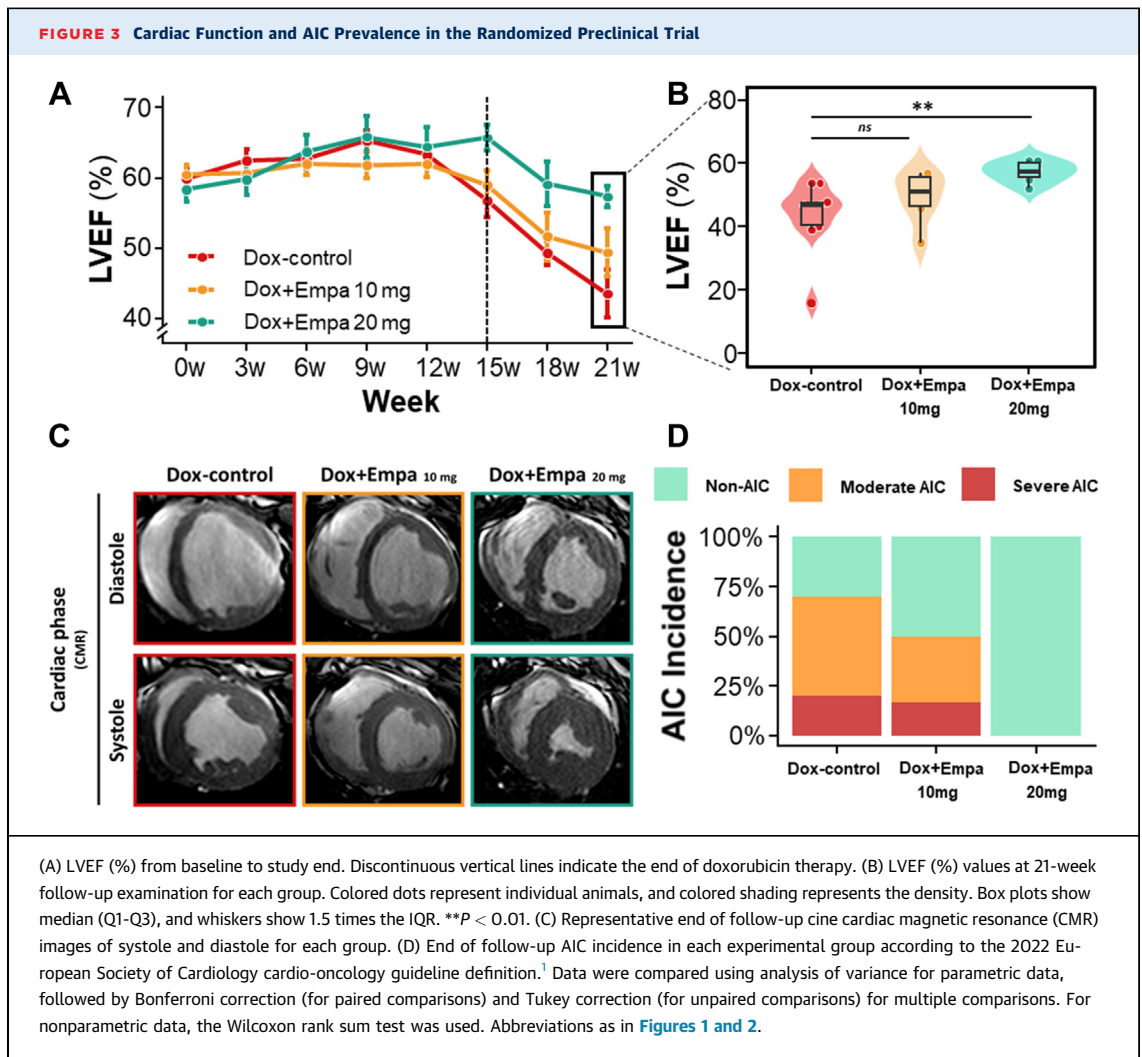 FIGURE 3 Cardiac Function and AIC Prevalence in the Randomized Preclinical Trial
A
LVEF (%)
70
60
50
40
Dox-control
Dox+Empa 10 mg
Dox+Empa 20 mg
0w 3w 6w 9w 12w 15w 18w 21w
Week
B
LVEF (%)
80
60
40
20
0
**
ns
Dox-control
Dox+Empa
10mg
Dox+Empa
20mg
C
Dox-control Dox+Empa 10 mg Dox+Empa 20 mg
Cardiac phase
(CMR)
Diastole
Systole
D
Non-AIC Moderate AIC Severe AIC
AIC Incidence
100%
75%
50%
25%
0%
Dox-control
Dox+Empa
10mg
Dox+Empa
20mg
(A) LVEF (%) from baseline to study end. Discontinuous vertical lines indicate the end of doxorubicin therapy. (B) LVEF (%) values at 21-week
follow-up examination for each group. Colored dots represent individual animals, and colored shading represents the density. Box plots show
median (Q1-Q3), and whiskers show 1.5 times the IQR. **P < 0.01. (C) Representative end of follow-up cine cardiac magnetic resonance (CMR)
images of systole and diastole for each group. (D) End of follow-up AIC incidence in each experimental group according to the 2022 Eu-
ropean Society of Cardiology cardio-oncology guideline definition.1 Data were compared using analysis of variance for parametric data,
followed by Bonferroni correction (for paired comparisons) and Tukey correction (for unpaired comparisons) for multiple comparisons. For
nonparametric data, the Wilcoxon rank sum test was used. Abbreviations as in Figures 1 and 2.